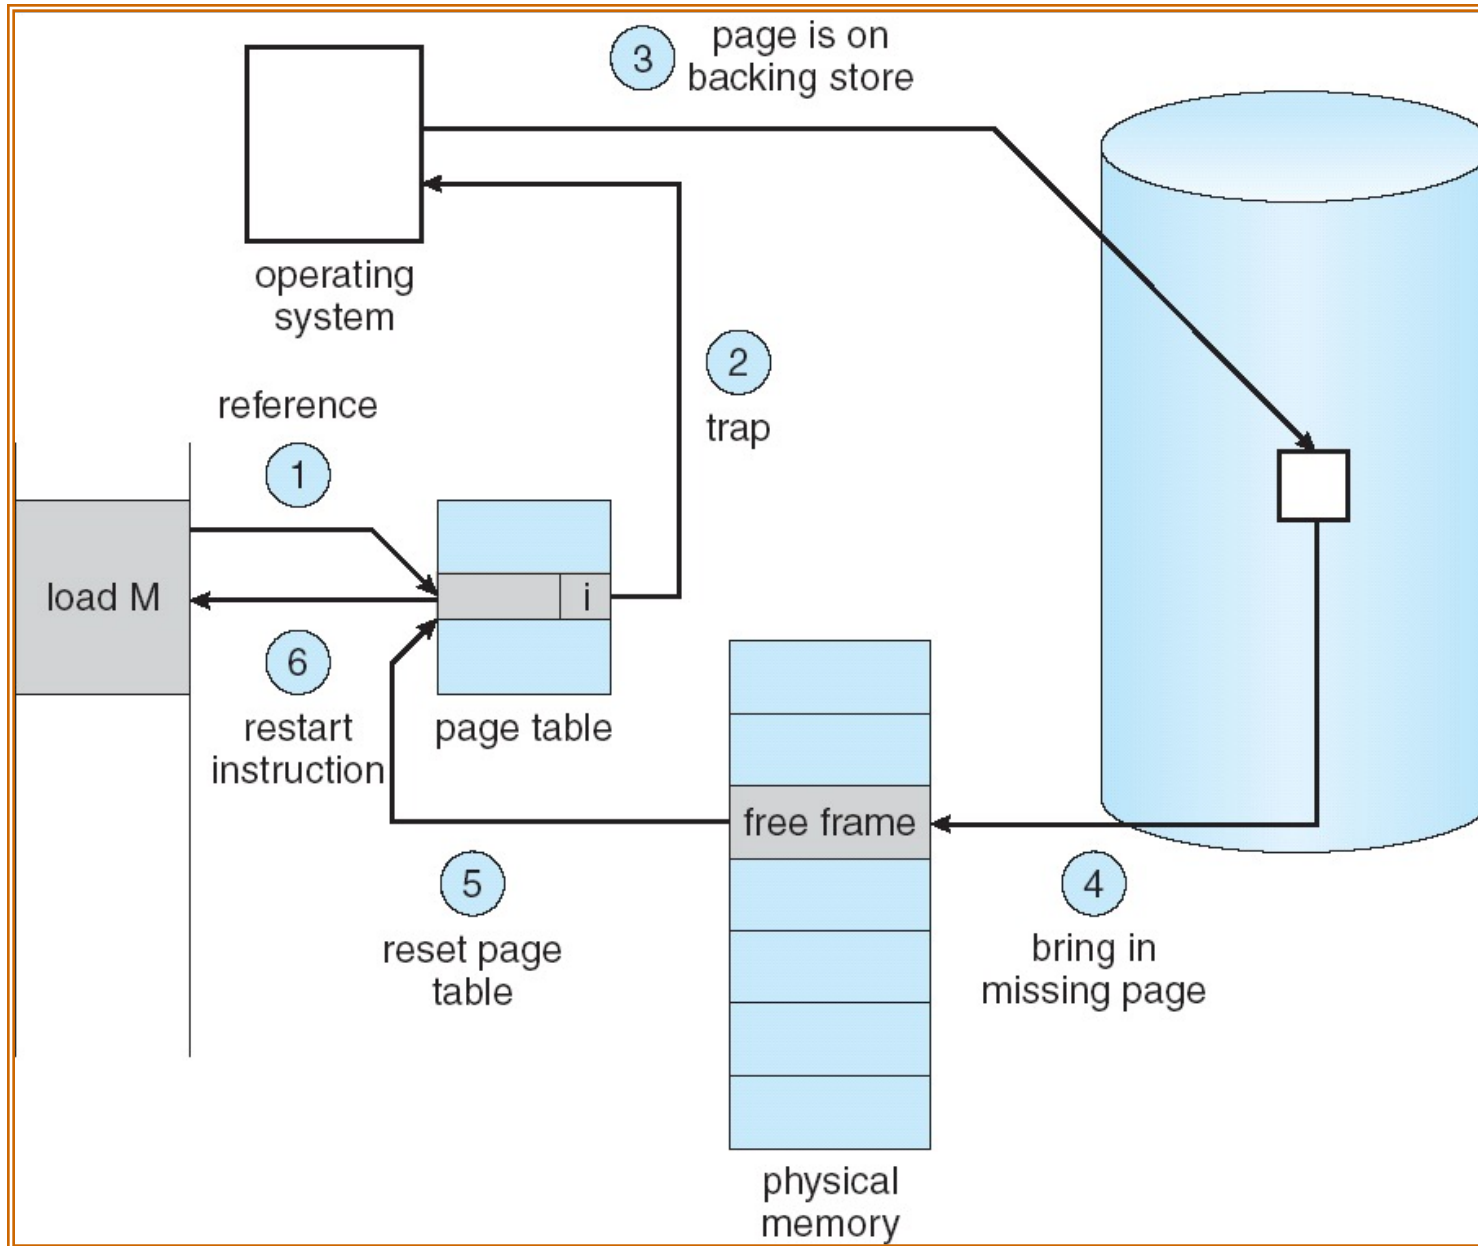 3
page is on
backing store
operating
system
2
trap
reference
1
load M
i
6
restart
instruction
page table
free frame
5
reset page
table
4
bring in
missing page
physical
memory